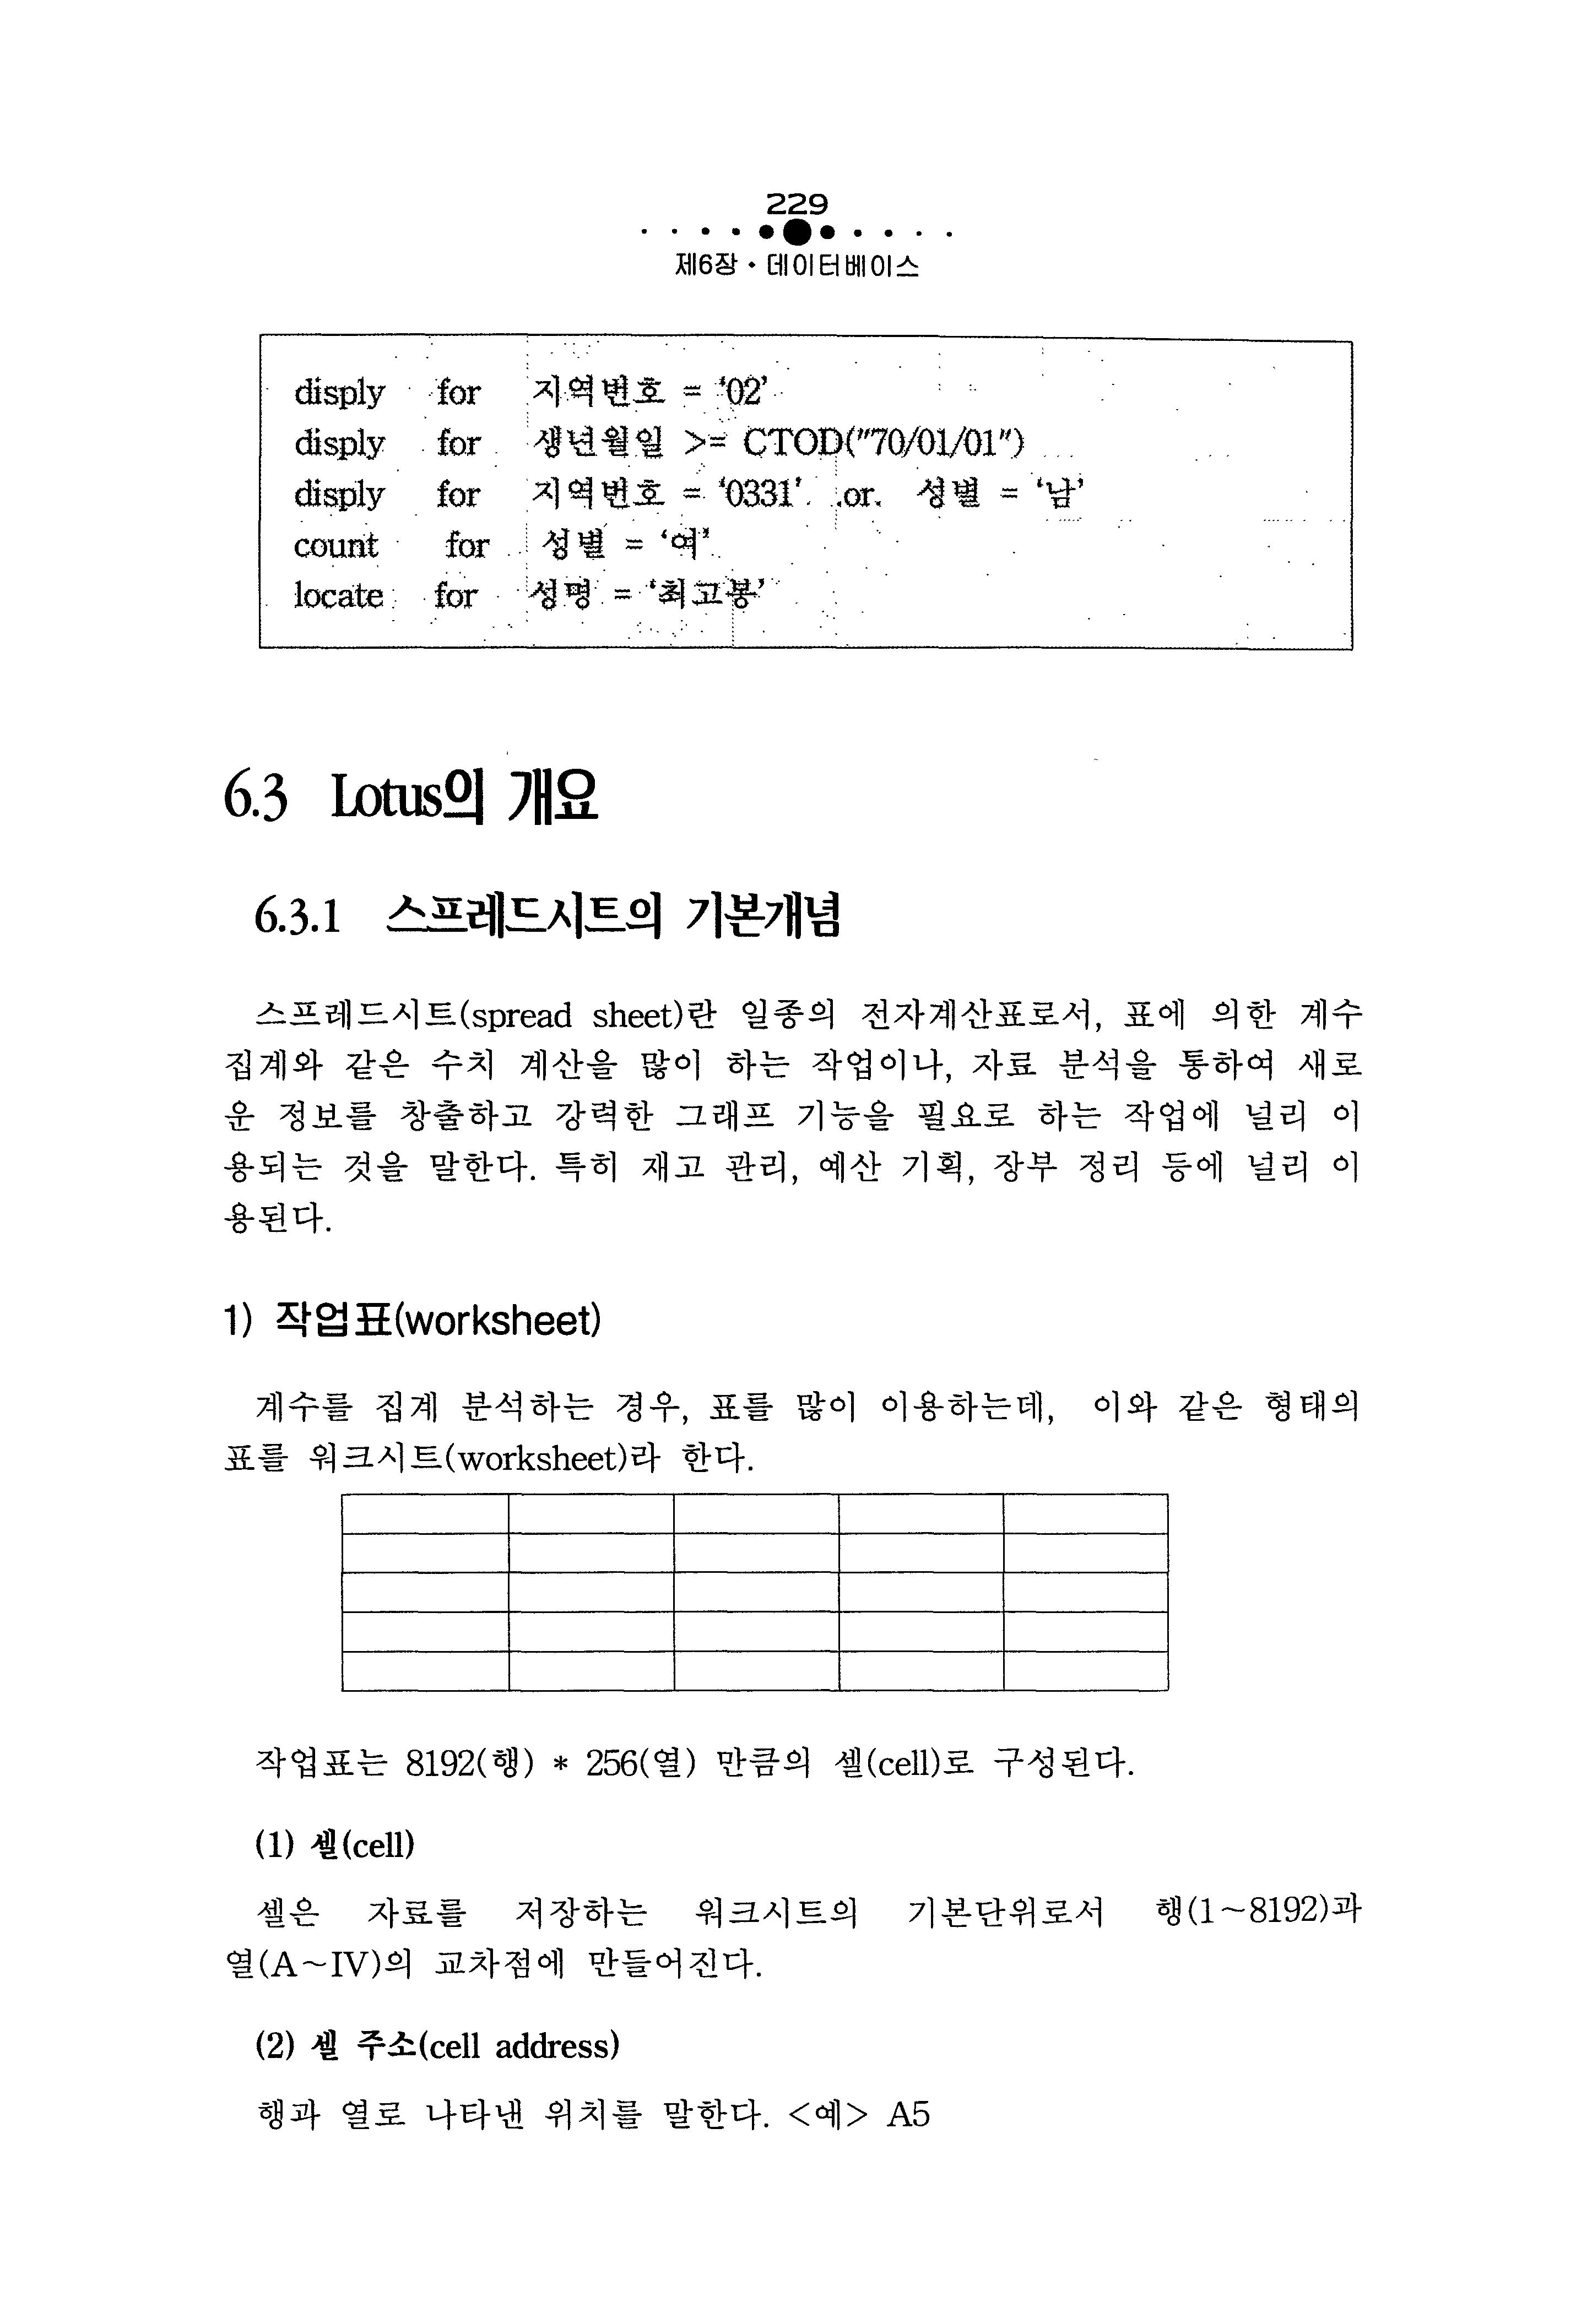 229
제6장 · 데이터베이스
disply for 지역번호 = ‘02’
disply for 생년월일 >= CTOD("70/01/01")
disply for 지역번호 = ‘0331’ .or. 성별 = ‘남’
count for 성별 = ‘여’
locate for 성명 = ‘최고봉’
6.3 Lotus의 개요
6.3.1 스프레드시트의 기본개념
스프레드시트(spread sheet)란 일종의 전자계산표로서, 표에 의한 계수
집계와 같은 수치 계산을 많이 하는 작업이나, 자료 분석을 통하여 새로
운 정보를 창출하고 강력한 그래프 기능을 필요로 하는 작업에 널리 이
용되는 것을 말한다. 특히 재고 관리, 예산 기획, 장부 정리 등에 널리 이
용된다.
1) 작업표(worksheet)
계수를 집계 분석하는 경우, 표를 많이 이용하는데, 이와 같은 형태의
표를 워크시트(worksheet)라 한다.
작업표는 8192(행) * 256(열) 만큼의 셀(cell)로 구성된다.
(1) 셀(cell)
셀은 자료를 저장하는 워크시트의 기본단위로서 행(1~8192)과
열(A~IV)의 교차점에 만들어진다.
(2) 셀 주소(cell address)
행과 열로 나타낸 위치를 말한다. <예> A5